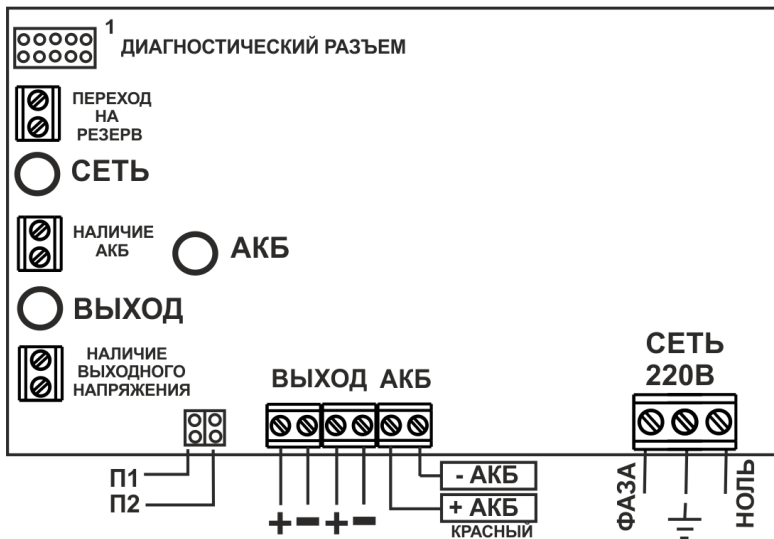 1
ДИАГНОСТИЧЕСКИЙ РАЗЪЕМ
ПЕРЕХОД
НА
РЕЗЕРВ
СЕТЬ
НАЛИЧИЕ
АКБ
АКБ
ВЫХОД
НАЛИЧИЕ
ВЫХОДНОГО
НАПРЯЖЕНИЯ
ВЫХОД АКБ
СЕТЬ
220В
П1
П2
+ − + −
- АКБ
+ АКБ
КРАСНЫЙ
ФАЗА
НОЛЬ